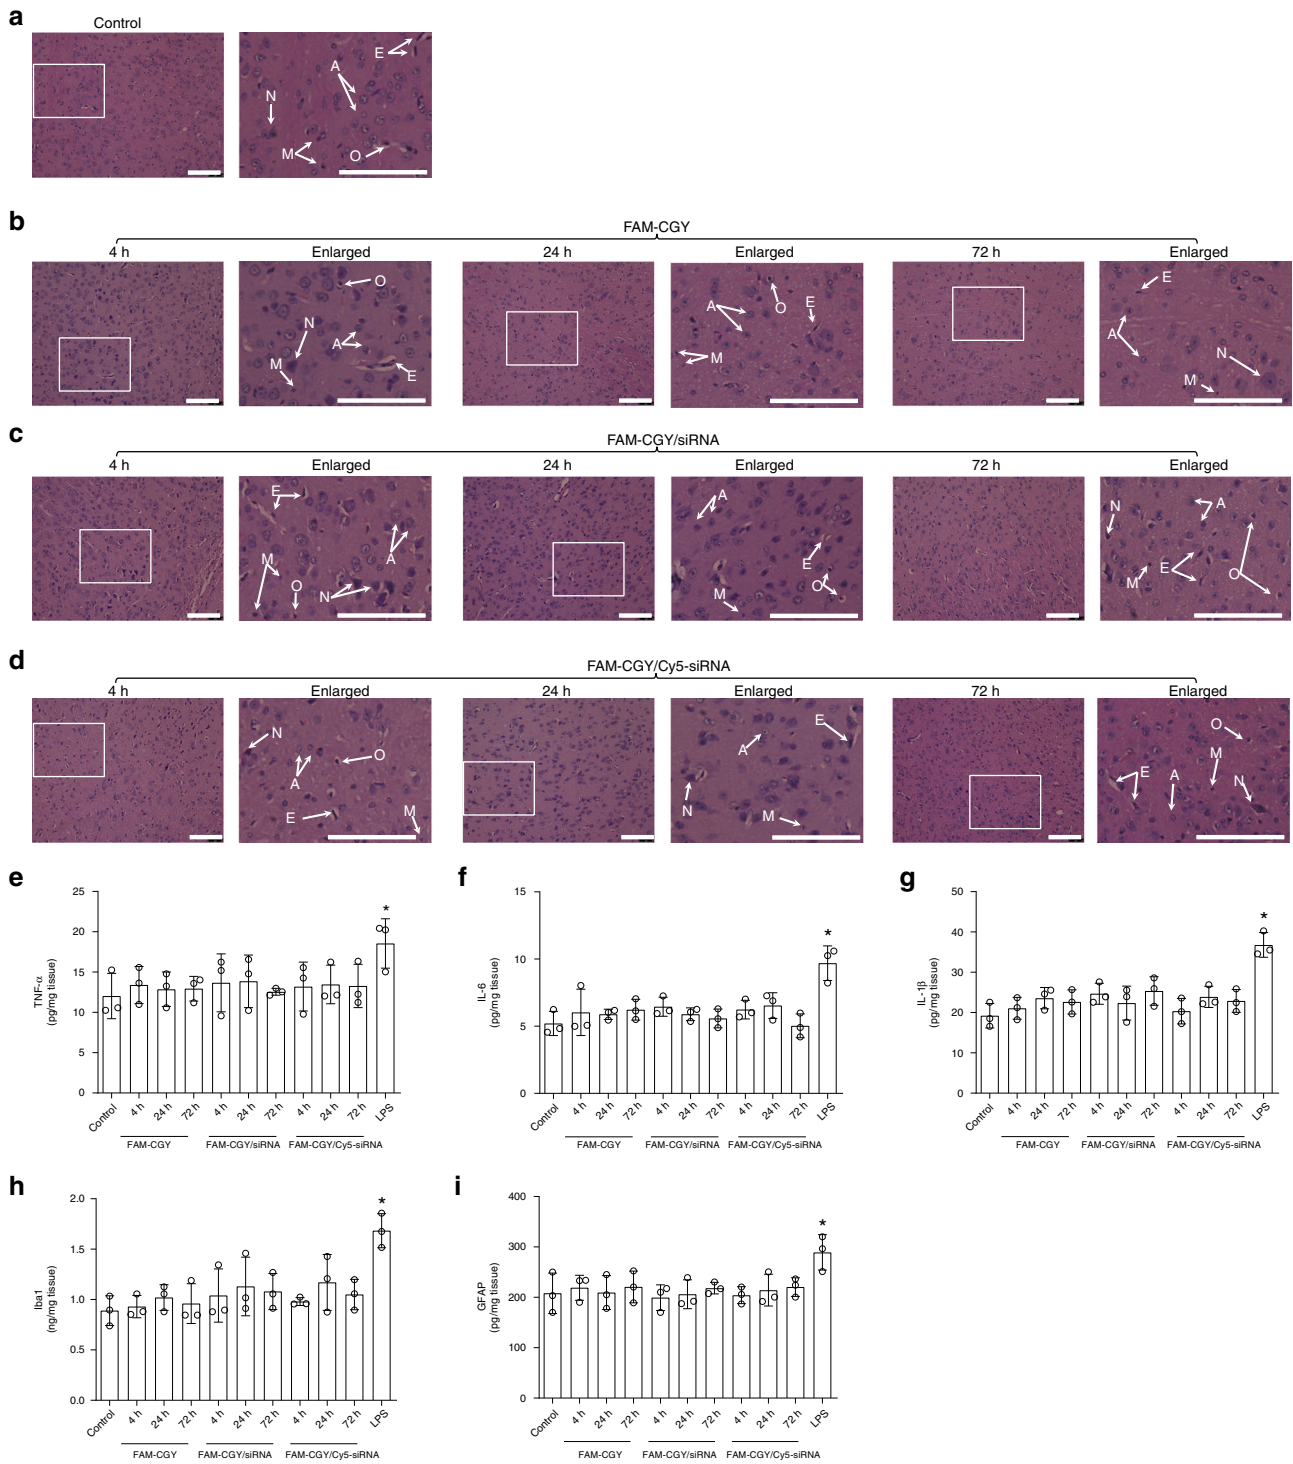 a
Control
E
A
N
M
O
b
FAM-CGY
4 h Enlarged 24 h Enlarged 72 h Enlarged
O
N
A
M
E
A
O
E
M
E
A
N
M
c
FAM-CGY/siRNA
4 h Enlarged 24 h Enlarged 72 h Enlarged
E
M
A
O
N
A
E
M
O
N
A
E
M
O
d
FAM-CGY/Cy5-siRNA
4 h Enlarged 24 h Enlarged 72 h Enlarged
N
O
A
E
M
E
A
N
M
O
M
E
A
N
e
TNF-α
(pg/mg tissue)
25
20
15
10
5
0
*
Control 4 h 24 h 72 h 4 h 24 h 72 h 4 h 24 h 72 h LPS
FAM-CGY FAM-CGY/siRNA FAM-CGY/Cy5-siRNA
f
IL-6
(pg/mg tissue)
15
10
5
0
*
Control 4 h 24 h 72 h 4 h 24 h 72 h 4 h 24 h 72 h LPS
FAM-CGY FAM-CGY/siRNA FAM-CGY/Cy5-siRNA
g
IL-1β
(pg/mg tissue)
50
40
30
20
10
0
*
Control 4 h 24 h 72 h 4 h 24 h 72 h 4 h 24 h 72 h LPS
FAM-CGY FAM-CGY/siRNA FAM-CGY/Cy5-siRNA
h
Iba1
(ng/mg tissue)
2.0
1.5
1.0
0.5
0.0
*
Control 4 h 24 h 72 h 4 h 24 h 72 h 4 h 24 h 72 h LPS
FAM-CGY FAM-CGY/siRNA FAM-CGY/Cy5-siRNA
i
GFAP
(pg/mg tissue)
400
300
200
100
0
*
Control 4 h 24 h 72 h 4 h 24 h 72 h 4 h 24 h 72 h LPS
FAM-CGY FAM-CGY/siRNA FAM-CGY/Cy5-siRNA